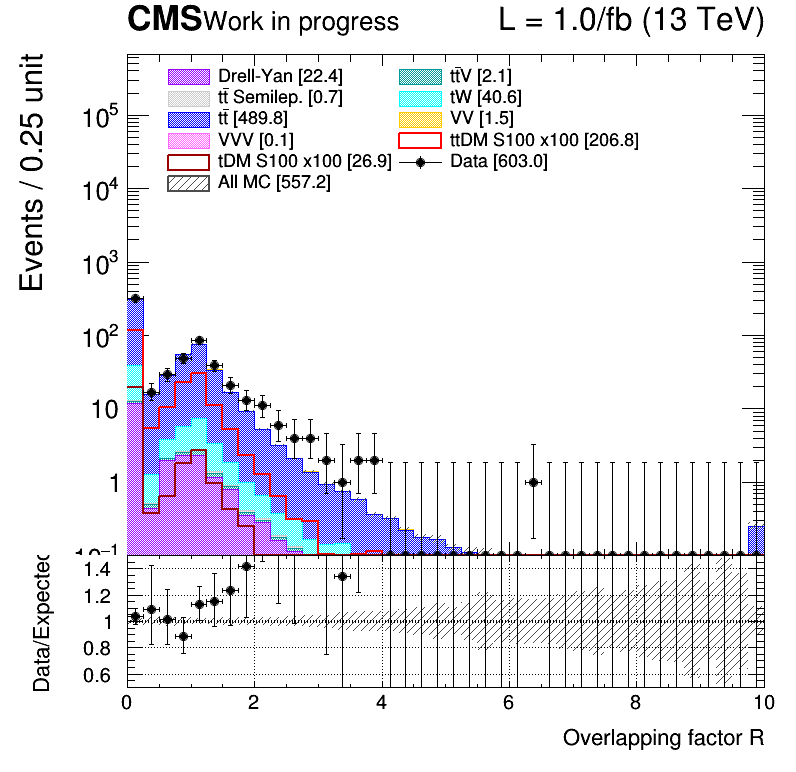 CMS Work in progress L = 1.0/fb (13 TeV)
Drell-Yan [22.4] tt̄V [2.1]
tt̄ Semilep. [0.7] tW [40.6]
tt̄ [489.8] VV [1.5]
VVV [0.1] ttDM S100 x100 [206.8]
tDM S100 x100 [26.9] Data [603.0]
All MC [557.2]
Events / 0.25 unit
10⁵
10⁴
10³
10²
10
1
10⁻¹
Data/Expected
1.4
1.2
1
0.8
0.6
0 2 4 6 8 10
Overlapping factor R